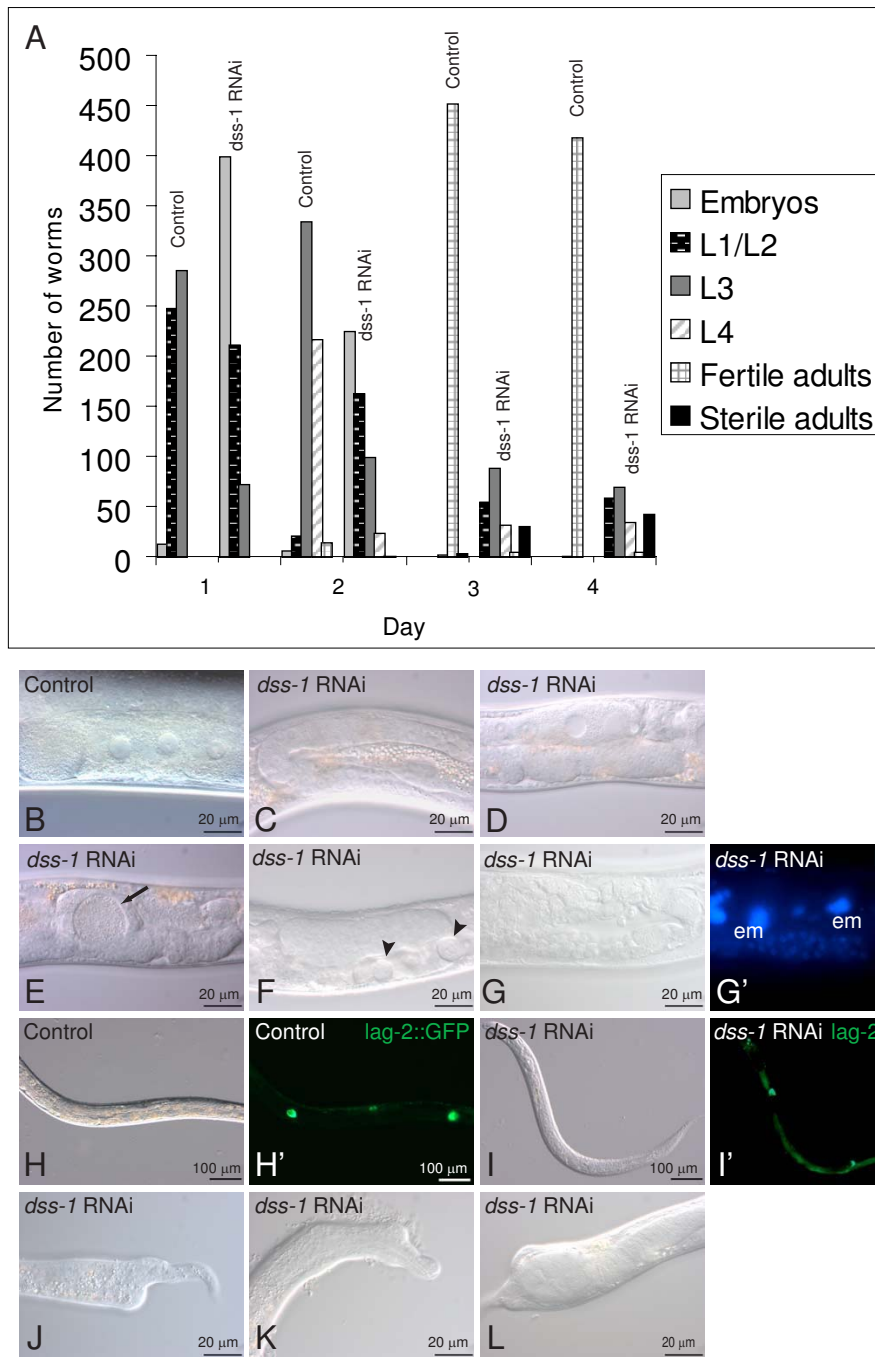 A
500
450
400
350
300
250
200
150
100
50
0
Number of worms
Control
dss-1 RNAi
Control
dss-1 RNAi
Control
dss-1 RNAi
Control
dss-1 RNAi
1 2 3 4
Day
Embryos
L1/L2
L3
L4
Fertile adults
Sterile adults
Control
B
20 µm
dss-1 RNAi
C
20 µm
dss-1 RNAi
D
20 µm
dss-1 RNAi
E
20 µm
dss-1 RNAi
F
20 µm
dss-1 RNAi
G
20 µm
dss-1 RNAi
em
em
G'
Control
H
100 µm
Control lag-2::GFP
H'
100 µm
dss-1 RNAi
I
100 µm
dss-1 RNAi lag-2
I'
dss-1 RNAi
J
20 µm
dss-1 RNAi
K
20 µm
dss-1 RNAi
L
20 µm